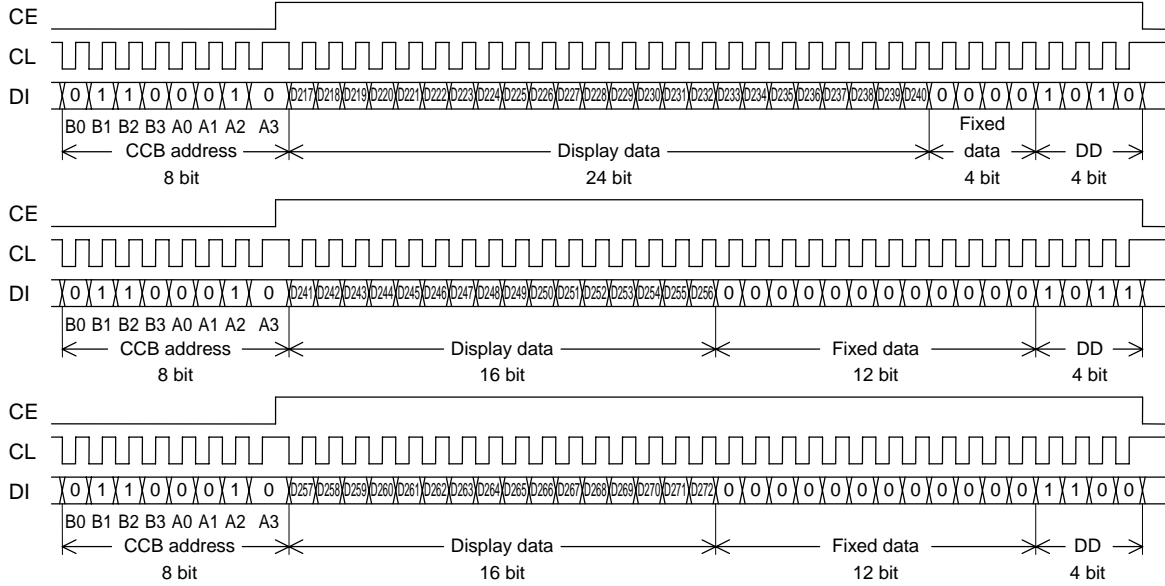 CE
CL
DI 0 1 1 0 0 0 1 0 D217 D218 D219 D220 D221 D222 D223 D224 D225 D226 D227 D228 D229 D230 D231 D232 D233 D234 D235 D236 D237 D238 D239 D240 0 0 0 0 1 0 1 0
B0 B1 B2 B3 A0 A1 A2 A3 Fixed
CCB address Display data data DD
8 bit 24 bit 4 bit 4 bit
CE
CL
DI 0 1 1 0 0 0 1 0 D241 D242 D243 D244 D245 D246 D247 D248 D249 D250 D251 D252 D253 D254 D255 D256 0 0 0 0 0 0 0 0 0 0 0 0 1 0 1 1
B0 B1 B2 B3 A0 A1 A2 A3
CCB address Display data Fixed data DD
8 bit 16 bit 12 bit 4 bit
CE
CL
DI 0 1 1 0 0 0 1 0 D257 D258 D259 D260 D261 D262 D263 D264 D265 D266 D267 D268 D269 D270 D271 D272 0 0 0 0 0 0 0 0 0 0 0 0 1 1 0 0
B0 B1 B2 B3 A0 A1 A2 A3
CCB address Display data Fixed data DD
8 bit 16 bit 12 bit 4 bit